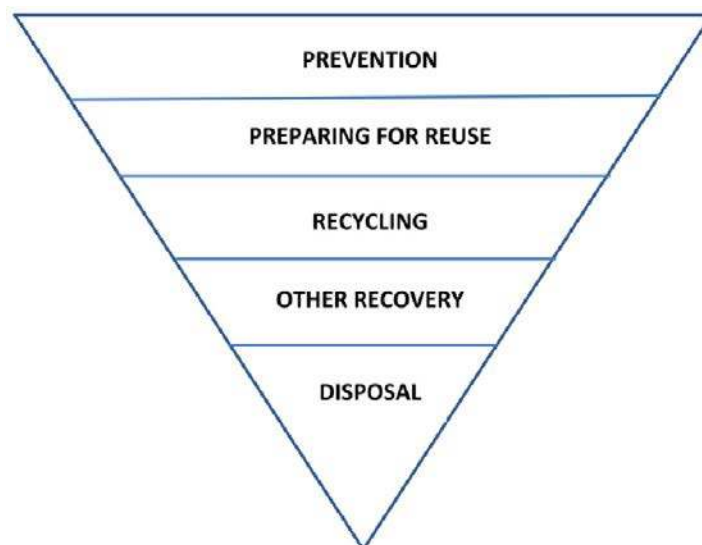 PREVENTION
PREPARING FOR REUSE
RECYCLING
OTHER RECOVERY
DISPOSAL